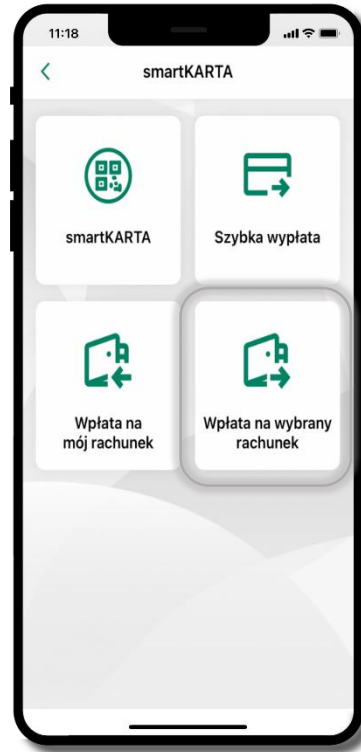 11:18
smartKARTA
smartKARTA
Szybka wypłata
Wpłata na
mój rachunek
Wpłata na wybrany
rachunek